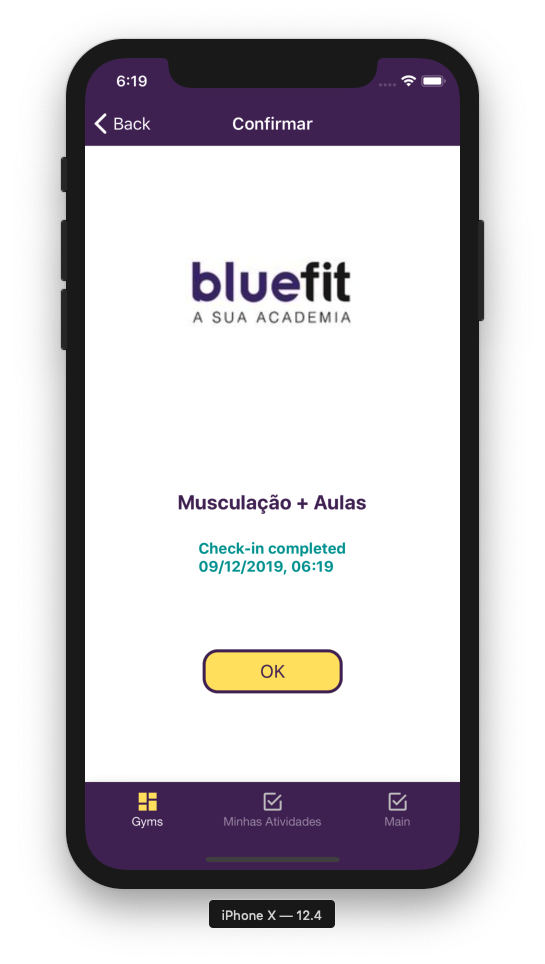 6:19
Back
Confirmar
bluefit
A SUA ACADEMIA
Musculação + Aulas
Check-in completed
09/12/2019, 06:19
OK
Gyms
Minhas Atividades
Main
iPhone X — 12.4